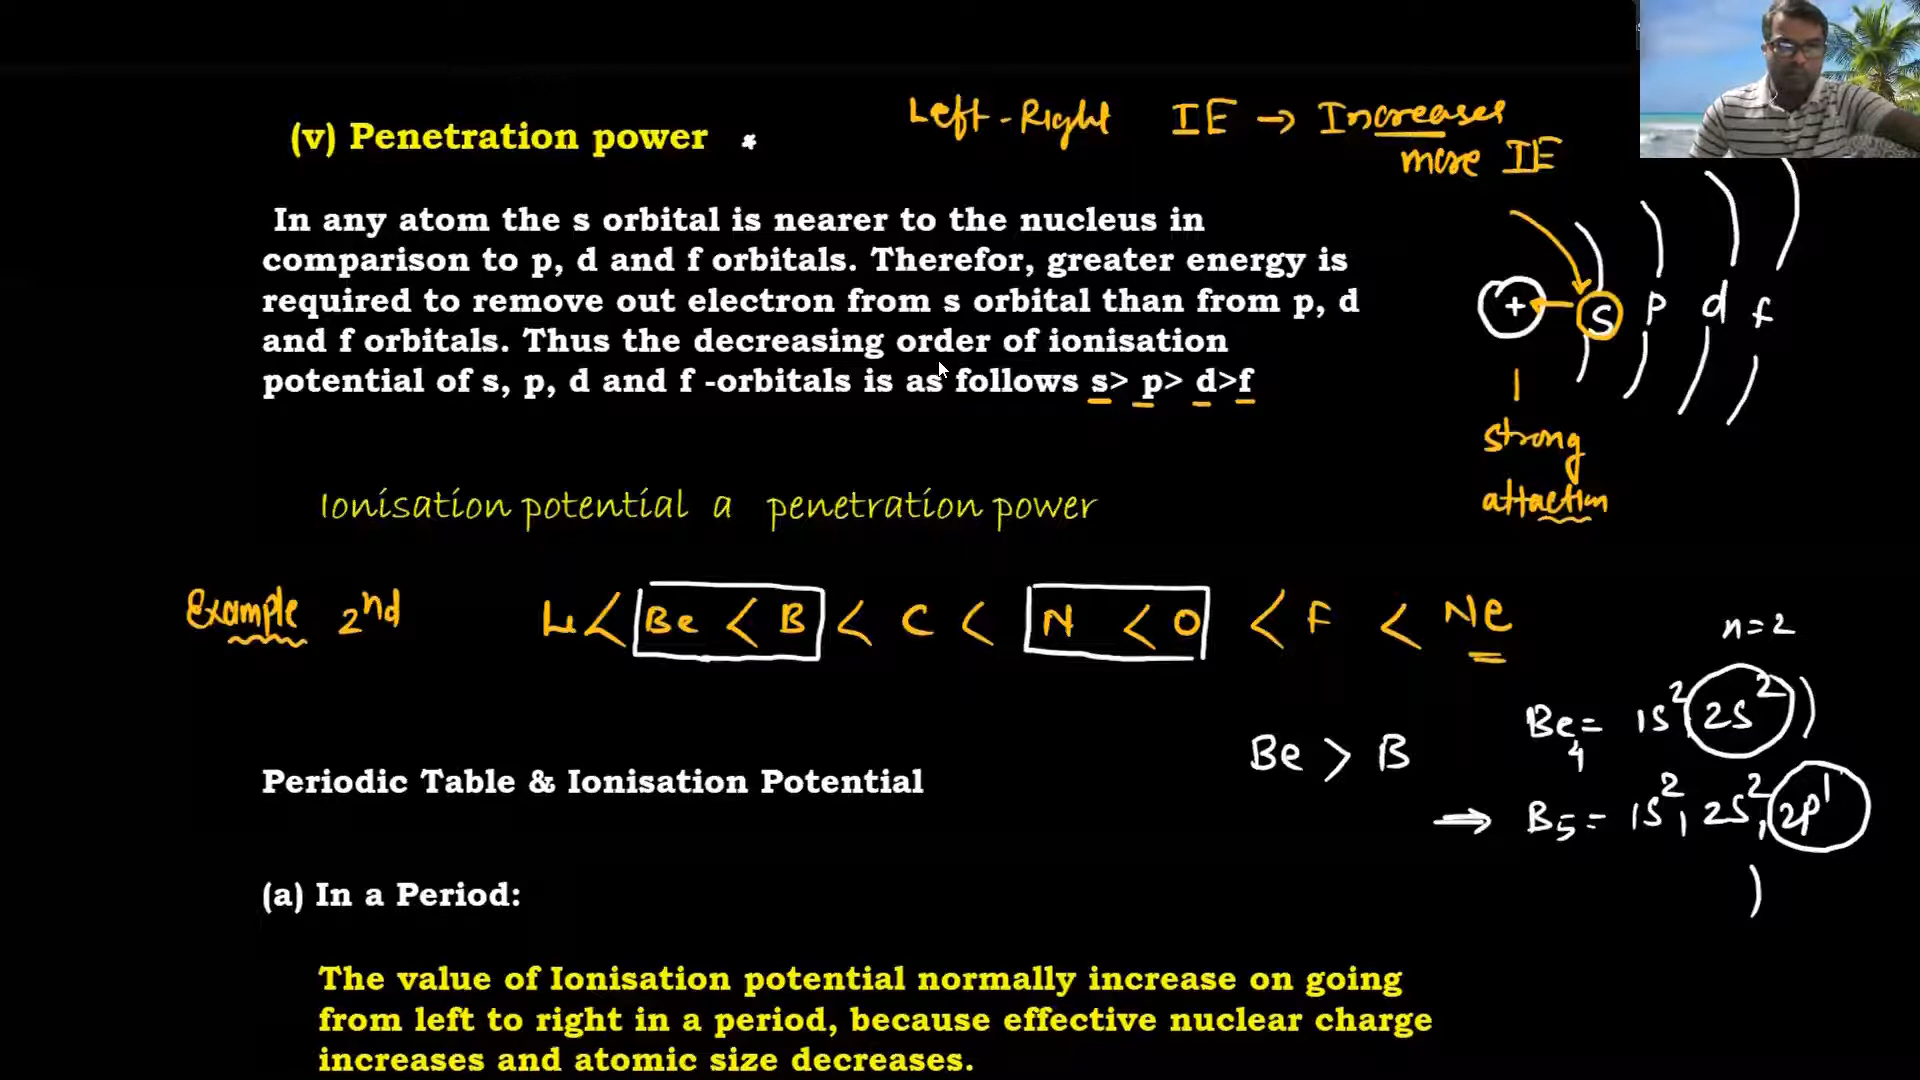 Left - Right IE → Increases
more IE
(v) Penetration power *
In any atom the s orbital is nearer to the nucleus in
comparison to p, d and f orbitals. Therefor, greater energy is
required to remove out electron from s orbital than from p, d
and f orbitals. Thus the decreasing order of ionisation
potential of s, p, d and f -orbitals is as follows s> p> d>f
+ S p d f
strong
attaction
Ionisation potential a penetration power
Example 2nd Li < Be < B < C < N < O < F < Ne
n=2
Be4 = 1s² 2s²
Be > B
→ B5 = 1s², 2s², 2p¹
Periodic Table & Ionisation Potential
(a) In a Period:
The value of Ionisation potential normally increase on going
from left to right in a period, because effective nuclear charge
increases and atomic size decreases.